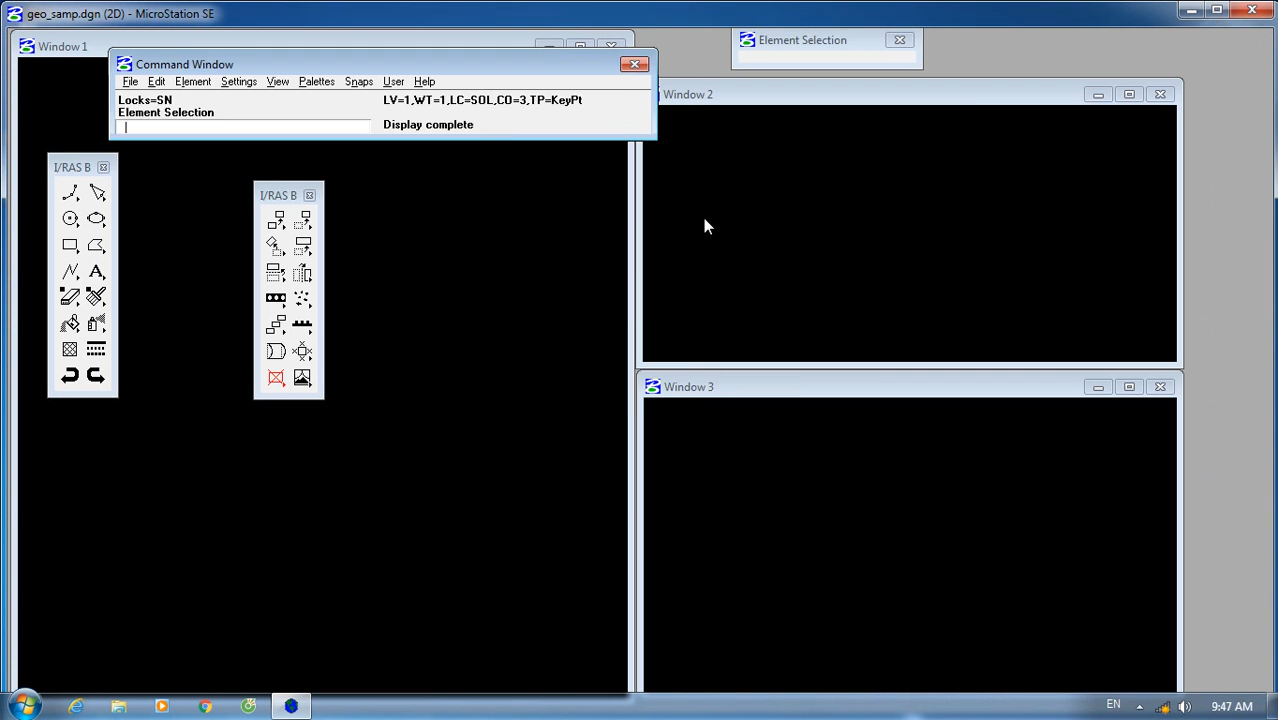 geo_samp.dgn (2D) - MicroStation SE
Window 1
Element Selection
Command Window
File Edit Element Settings View Palettes Snaps User Help
Locks=SN LV=1,WT=1,LC=SOL,CO=3,TP=KeyPt
Element Selection
Display complete
Window 2
I/RAS B
I/RAS B
A
Window 3
EN
9:47 AM